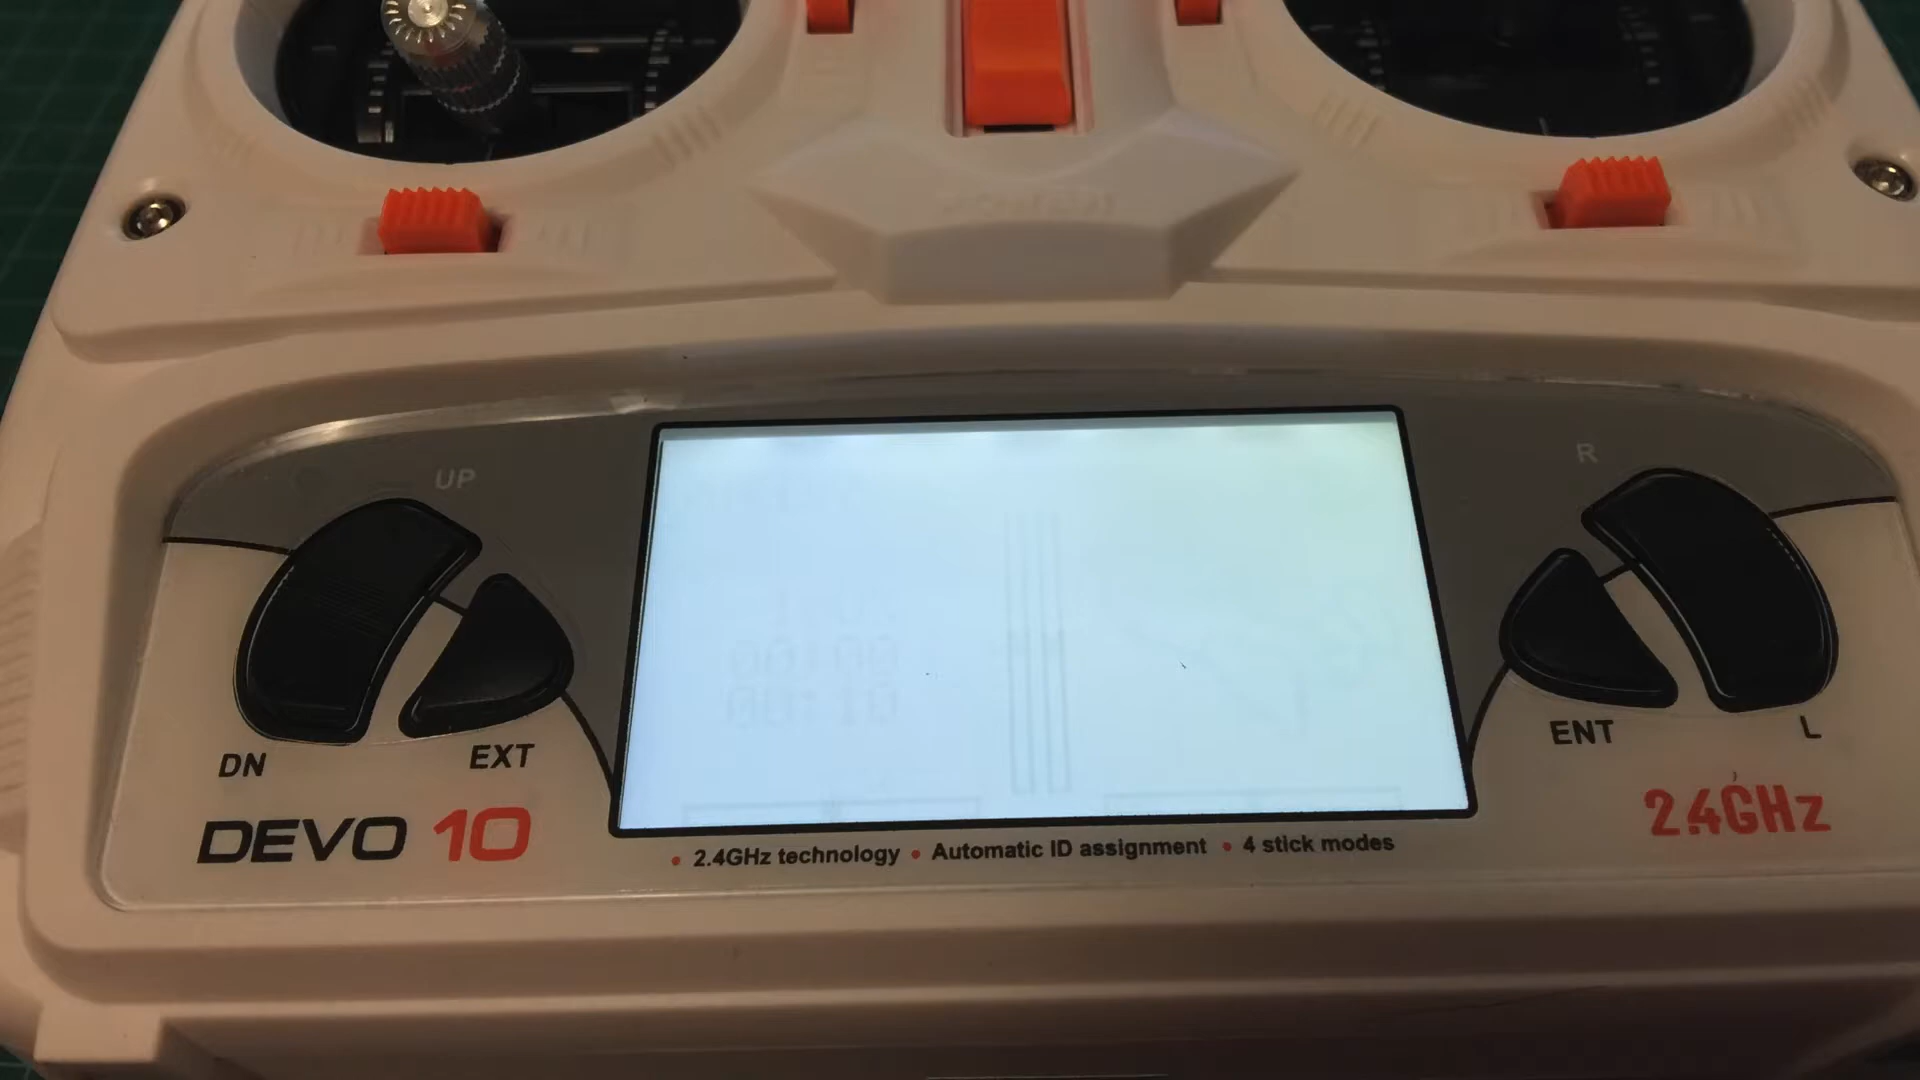 UP
R
DN
EXT
ENT
L
DEVO 10
2.4GHz
• 2.4GHz technology • Automatic ID assignment • 4 stick modes